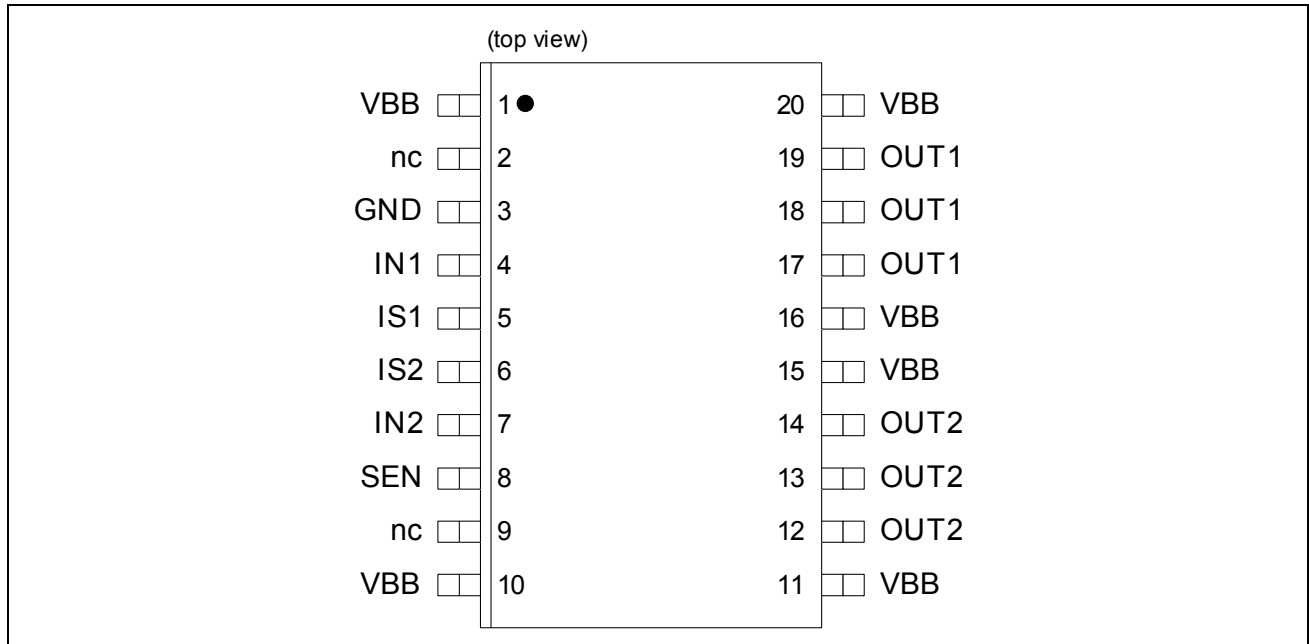 (top view)
VBB 1 20 VBB
nc 2 19 OUT1
GND 3 18 OUT1
IN1 4 17 OUT1
IS1 5 16 VBB
IS2 6 15 VBB
IN2 7 14 OUT2
SEN 8 13 OUT2
nc 9 12 OUT2
VBB 10 11 VBB